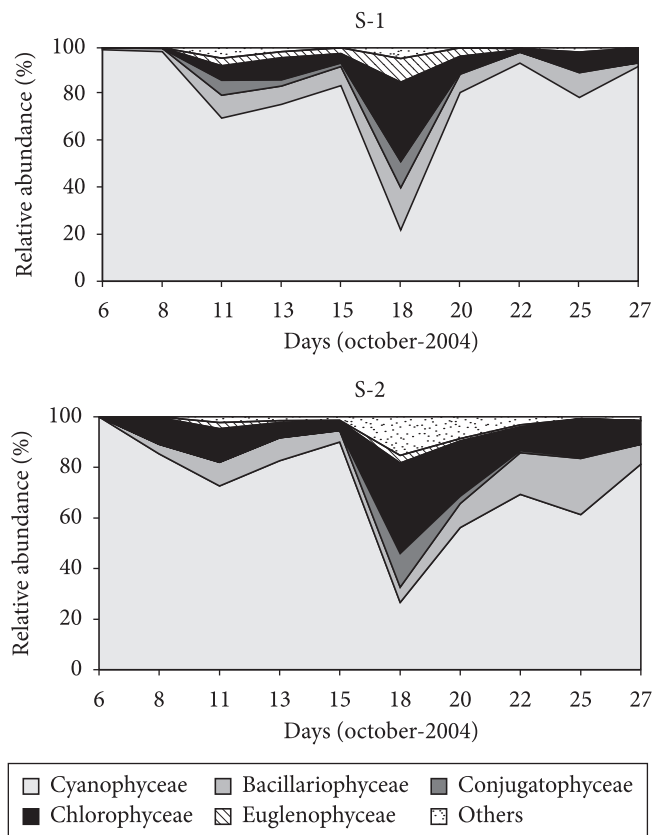 S-1
Relative abundance (%)
100
80
60
40
20
0
6 8 11 13 15 18 20 22 25 27
Days (october-2004)
S-2
Relative abundance (%)
100
80
60
40
20
0
6 8 11 13 15 18 20 22 25 27
Days (october-2004)
Cyanophyceae Bacillariophyceae Conjugatophyceae
Chlorophyceae Euglenophyceae Others